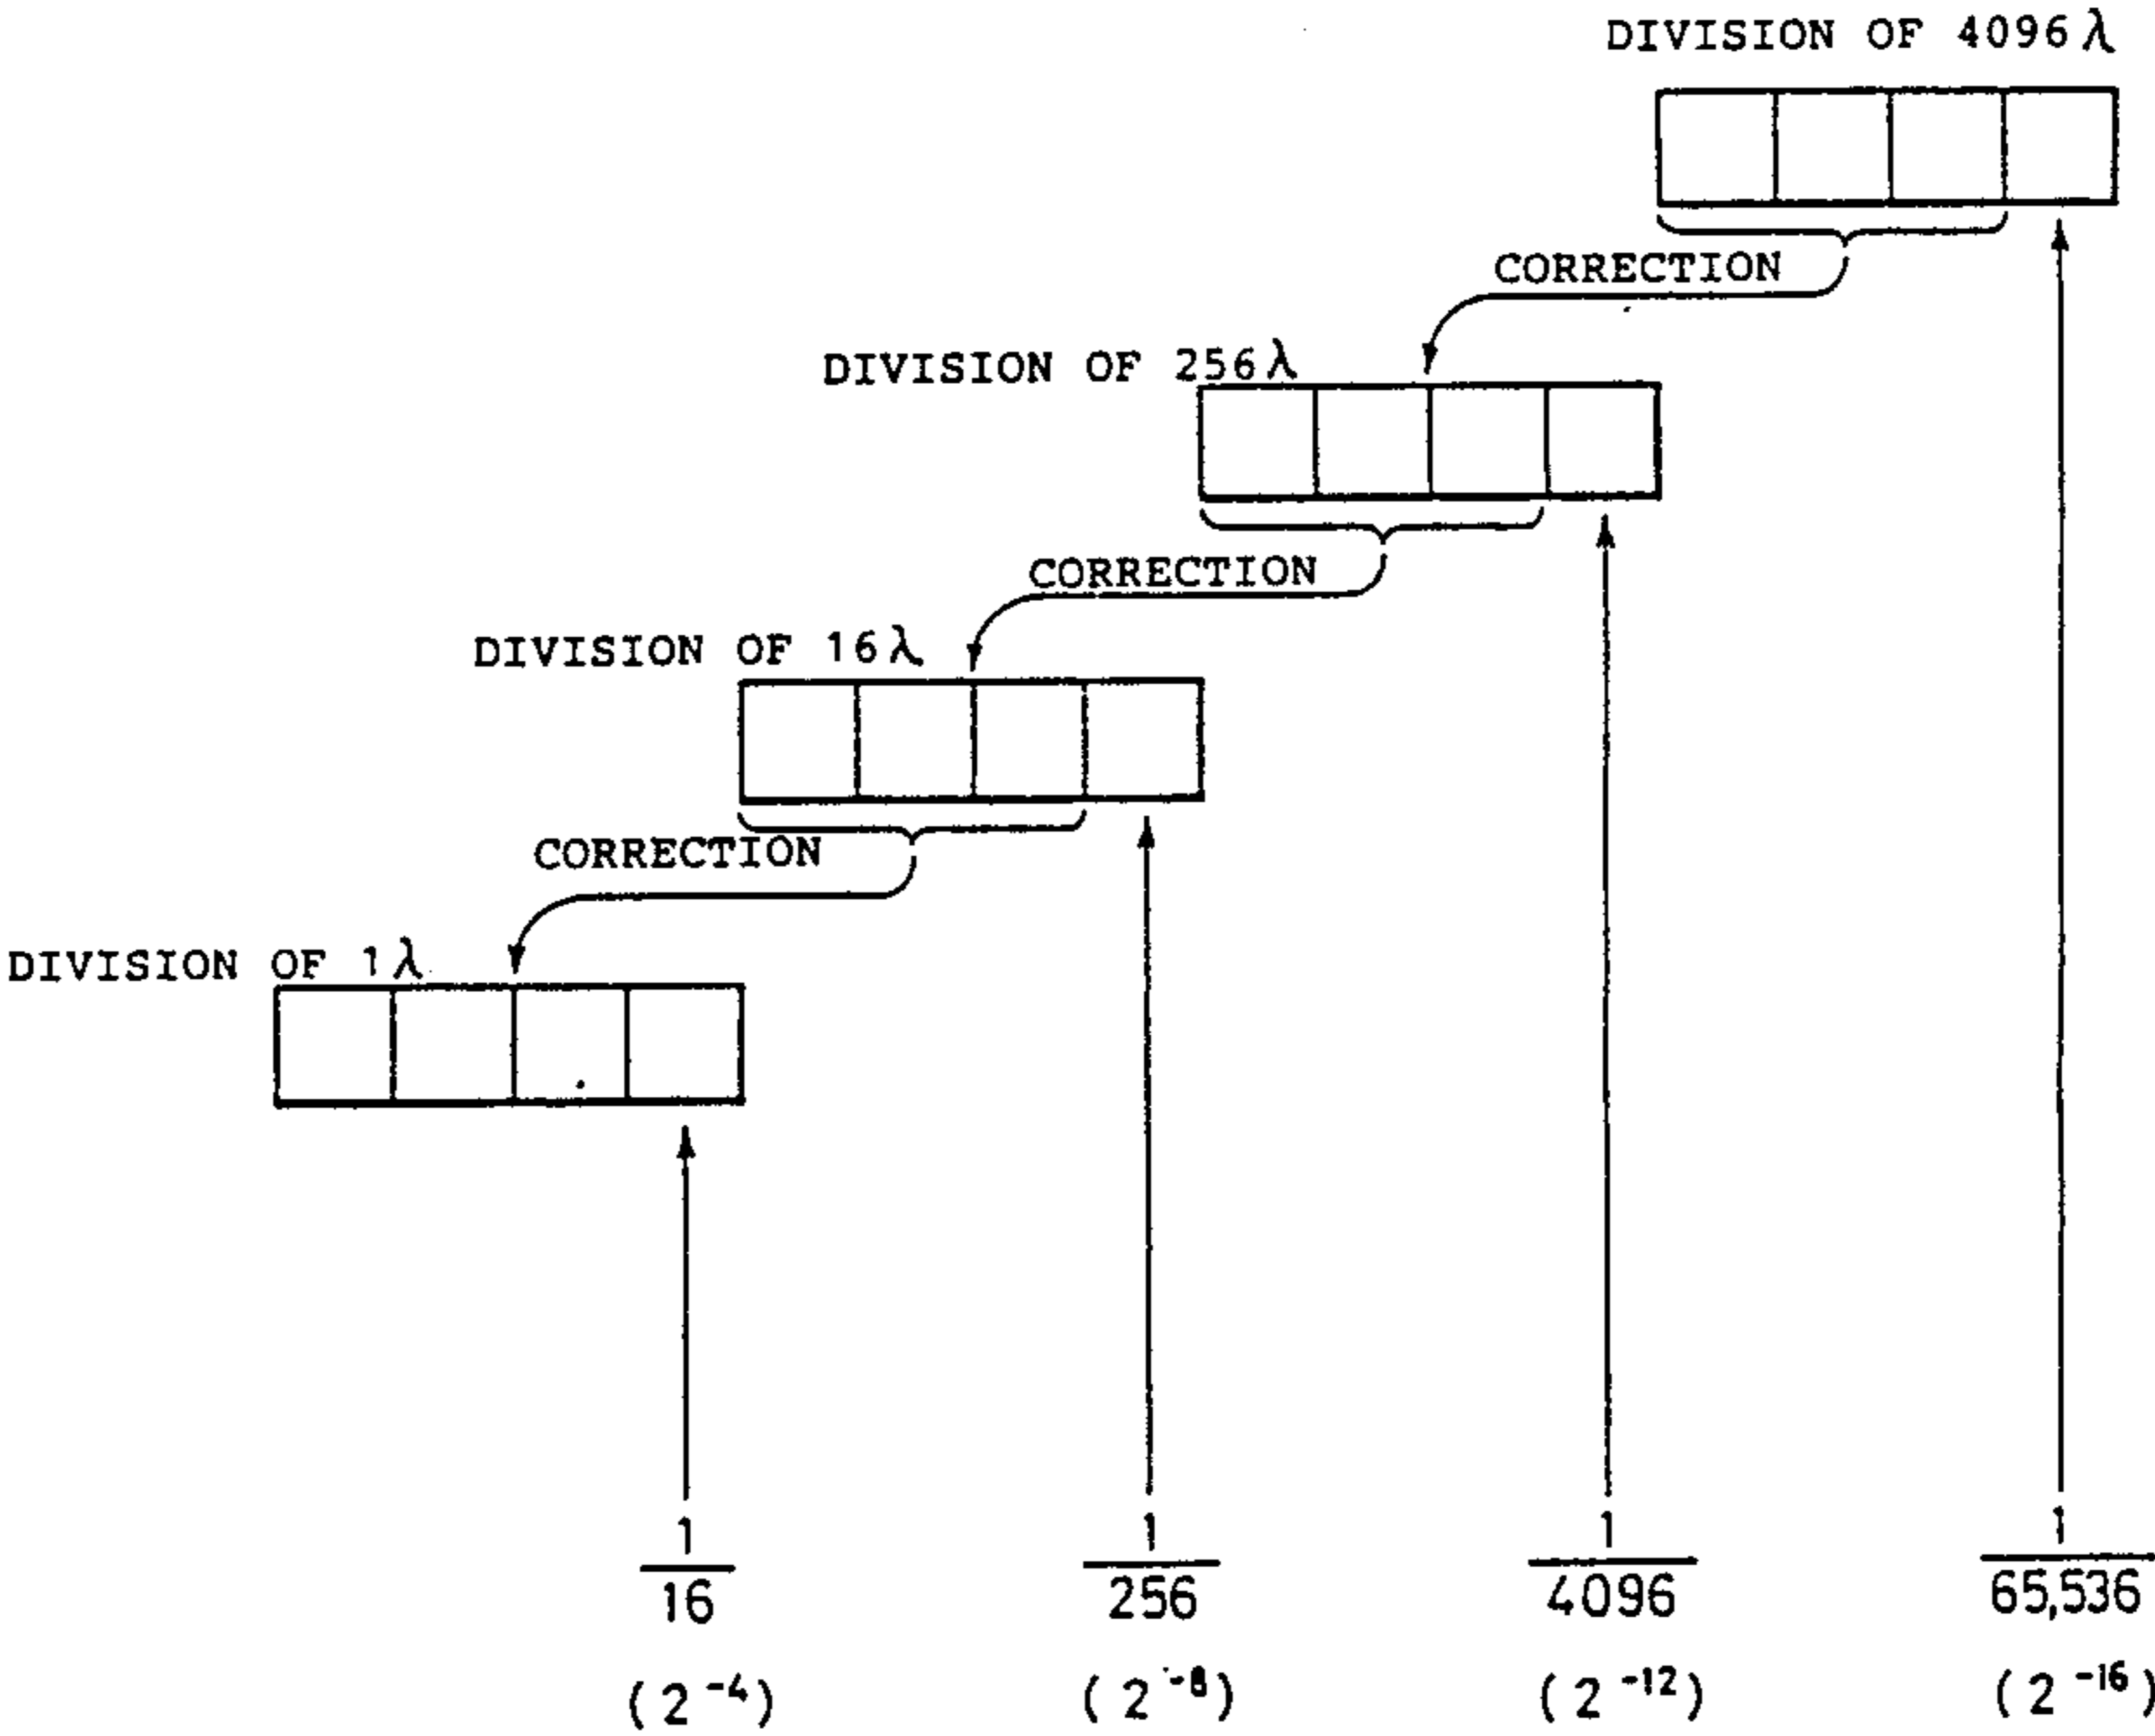 DIVISION OF 4096λ
CORRECTION
DIVISION OF 256λ
CORRECTION
DIVISION OF 16λ
CORRECTION
DIVISION OF 1λ
1 1 1 1
16 256 4096 65,536
(2⁻⁴) (2⁻⁸) (2⁻¹²) (2⁻¹⁶)